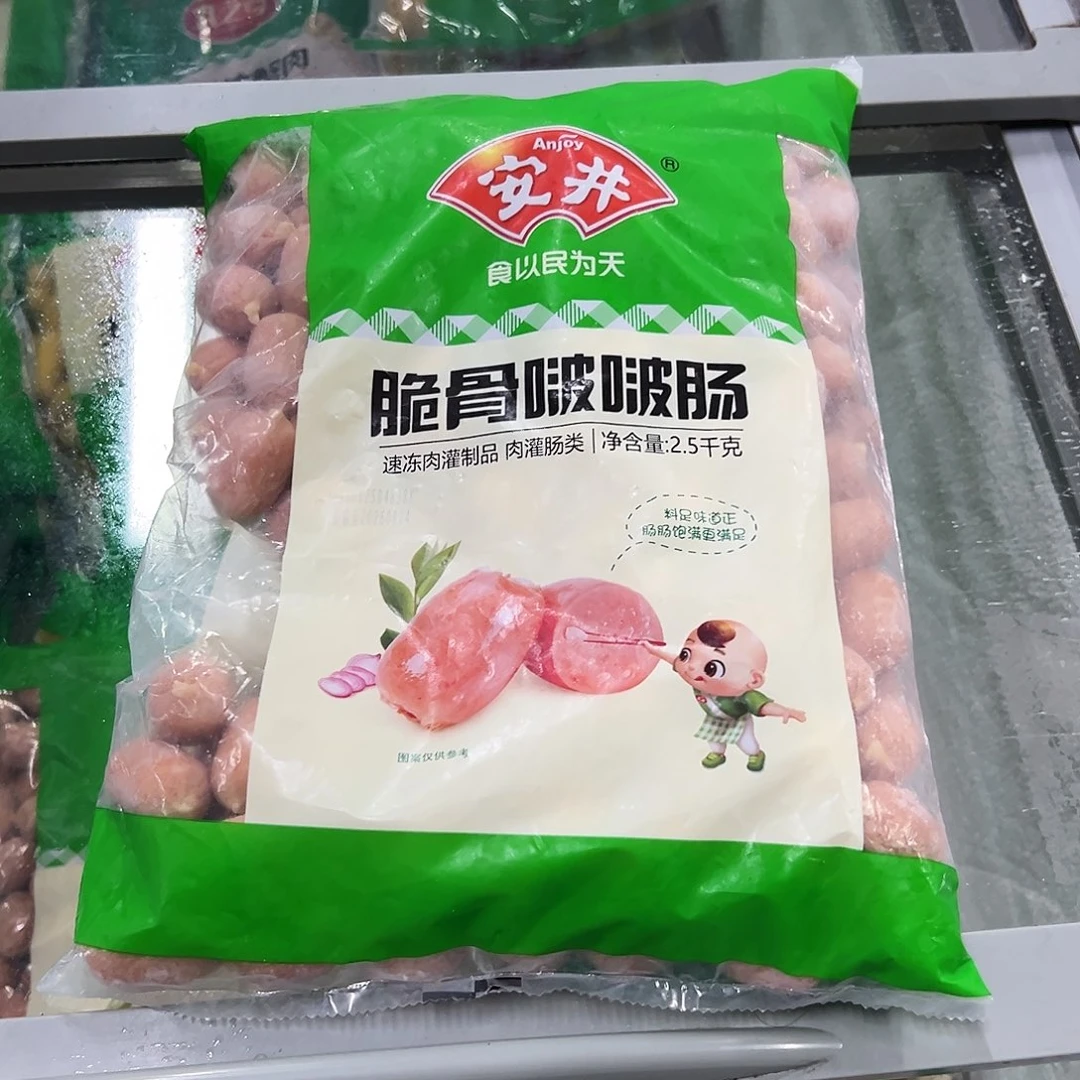 Anjoy
安井®
食以民为天
脆骨啵啵肠
速冻肉灌制品 肉灌肠类|净含量:2.5千克
料足味道正
肠肠饱满更满足
图案仅供参考